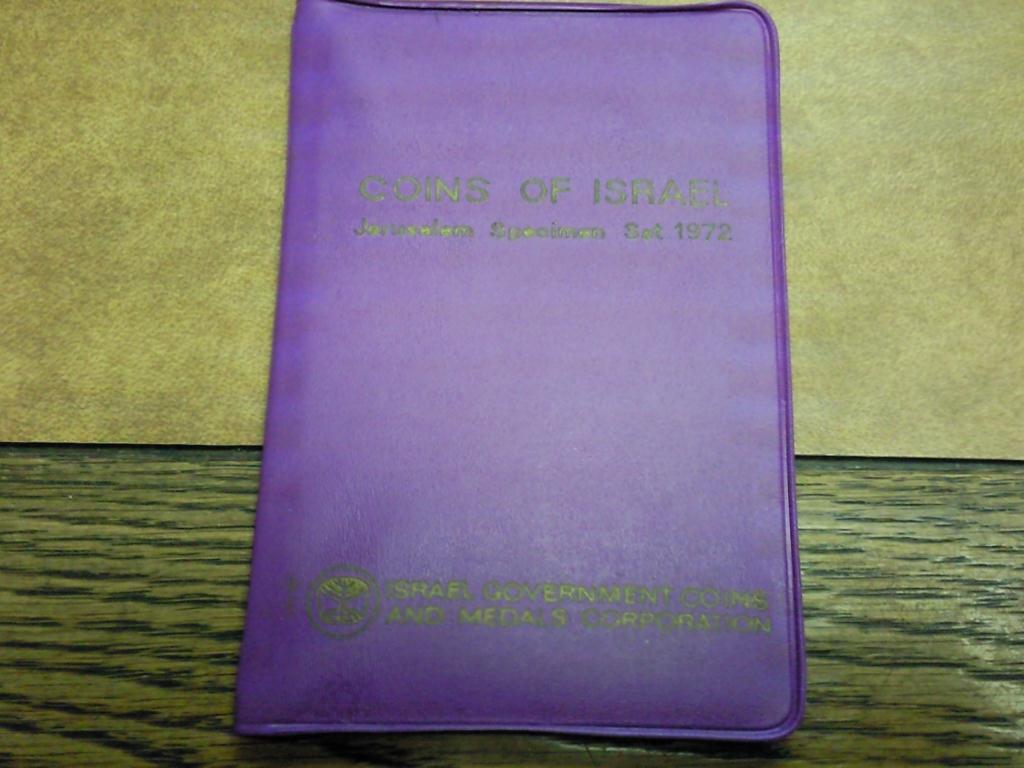 COINS OF ISRAEL
Jerusalem Specimen Set 1972
ISRAEL GOVERNMENT COINS
AND MEDALS CORPORATION